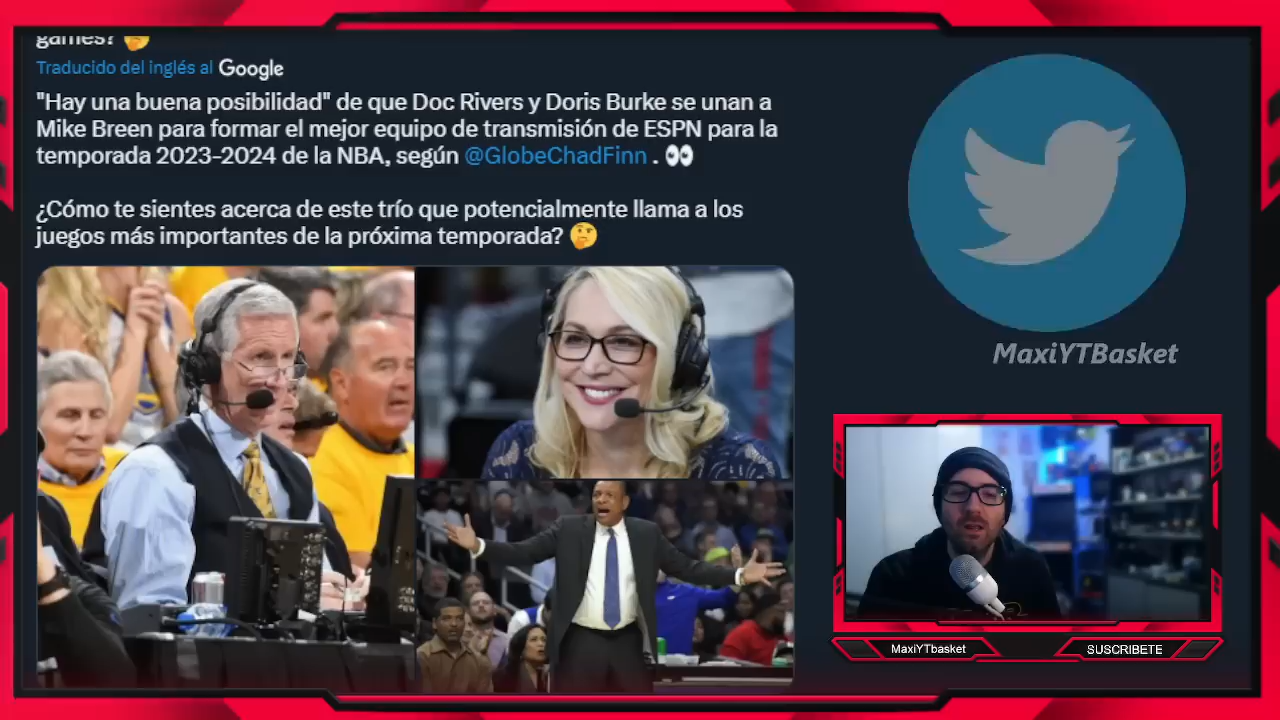 games? 🤔
Traducido del inglés al Google
"Hay una buena posibilidad" de que Doc Rivers y Doris Burke se unan a
Mike Breen para formar el mejor equipo de transmisión de ESPN para la
temporada 2023-2024 de la NBA, según @GlobeChadFinn . 👀
¿Cómo te sientes acerca de este trío que potencialmente llama a los
juegos más importantes de la próxima temporada? 🤔
MaxiYTBasket
MaxiYTbasket
SUSCRIBETE